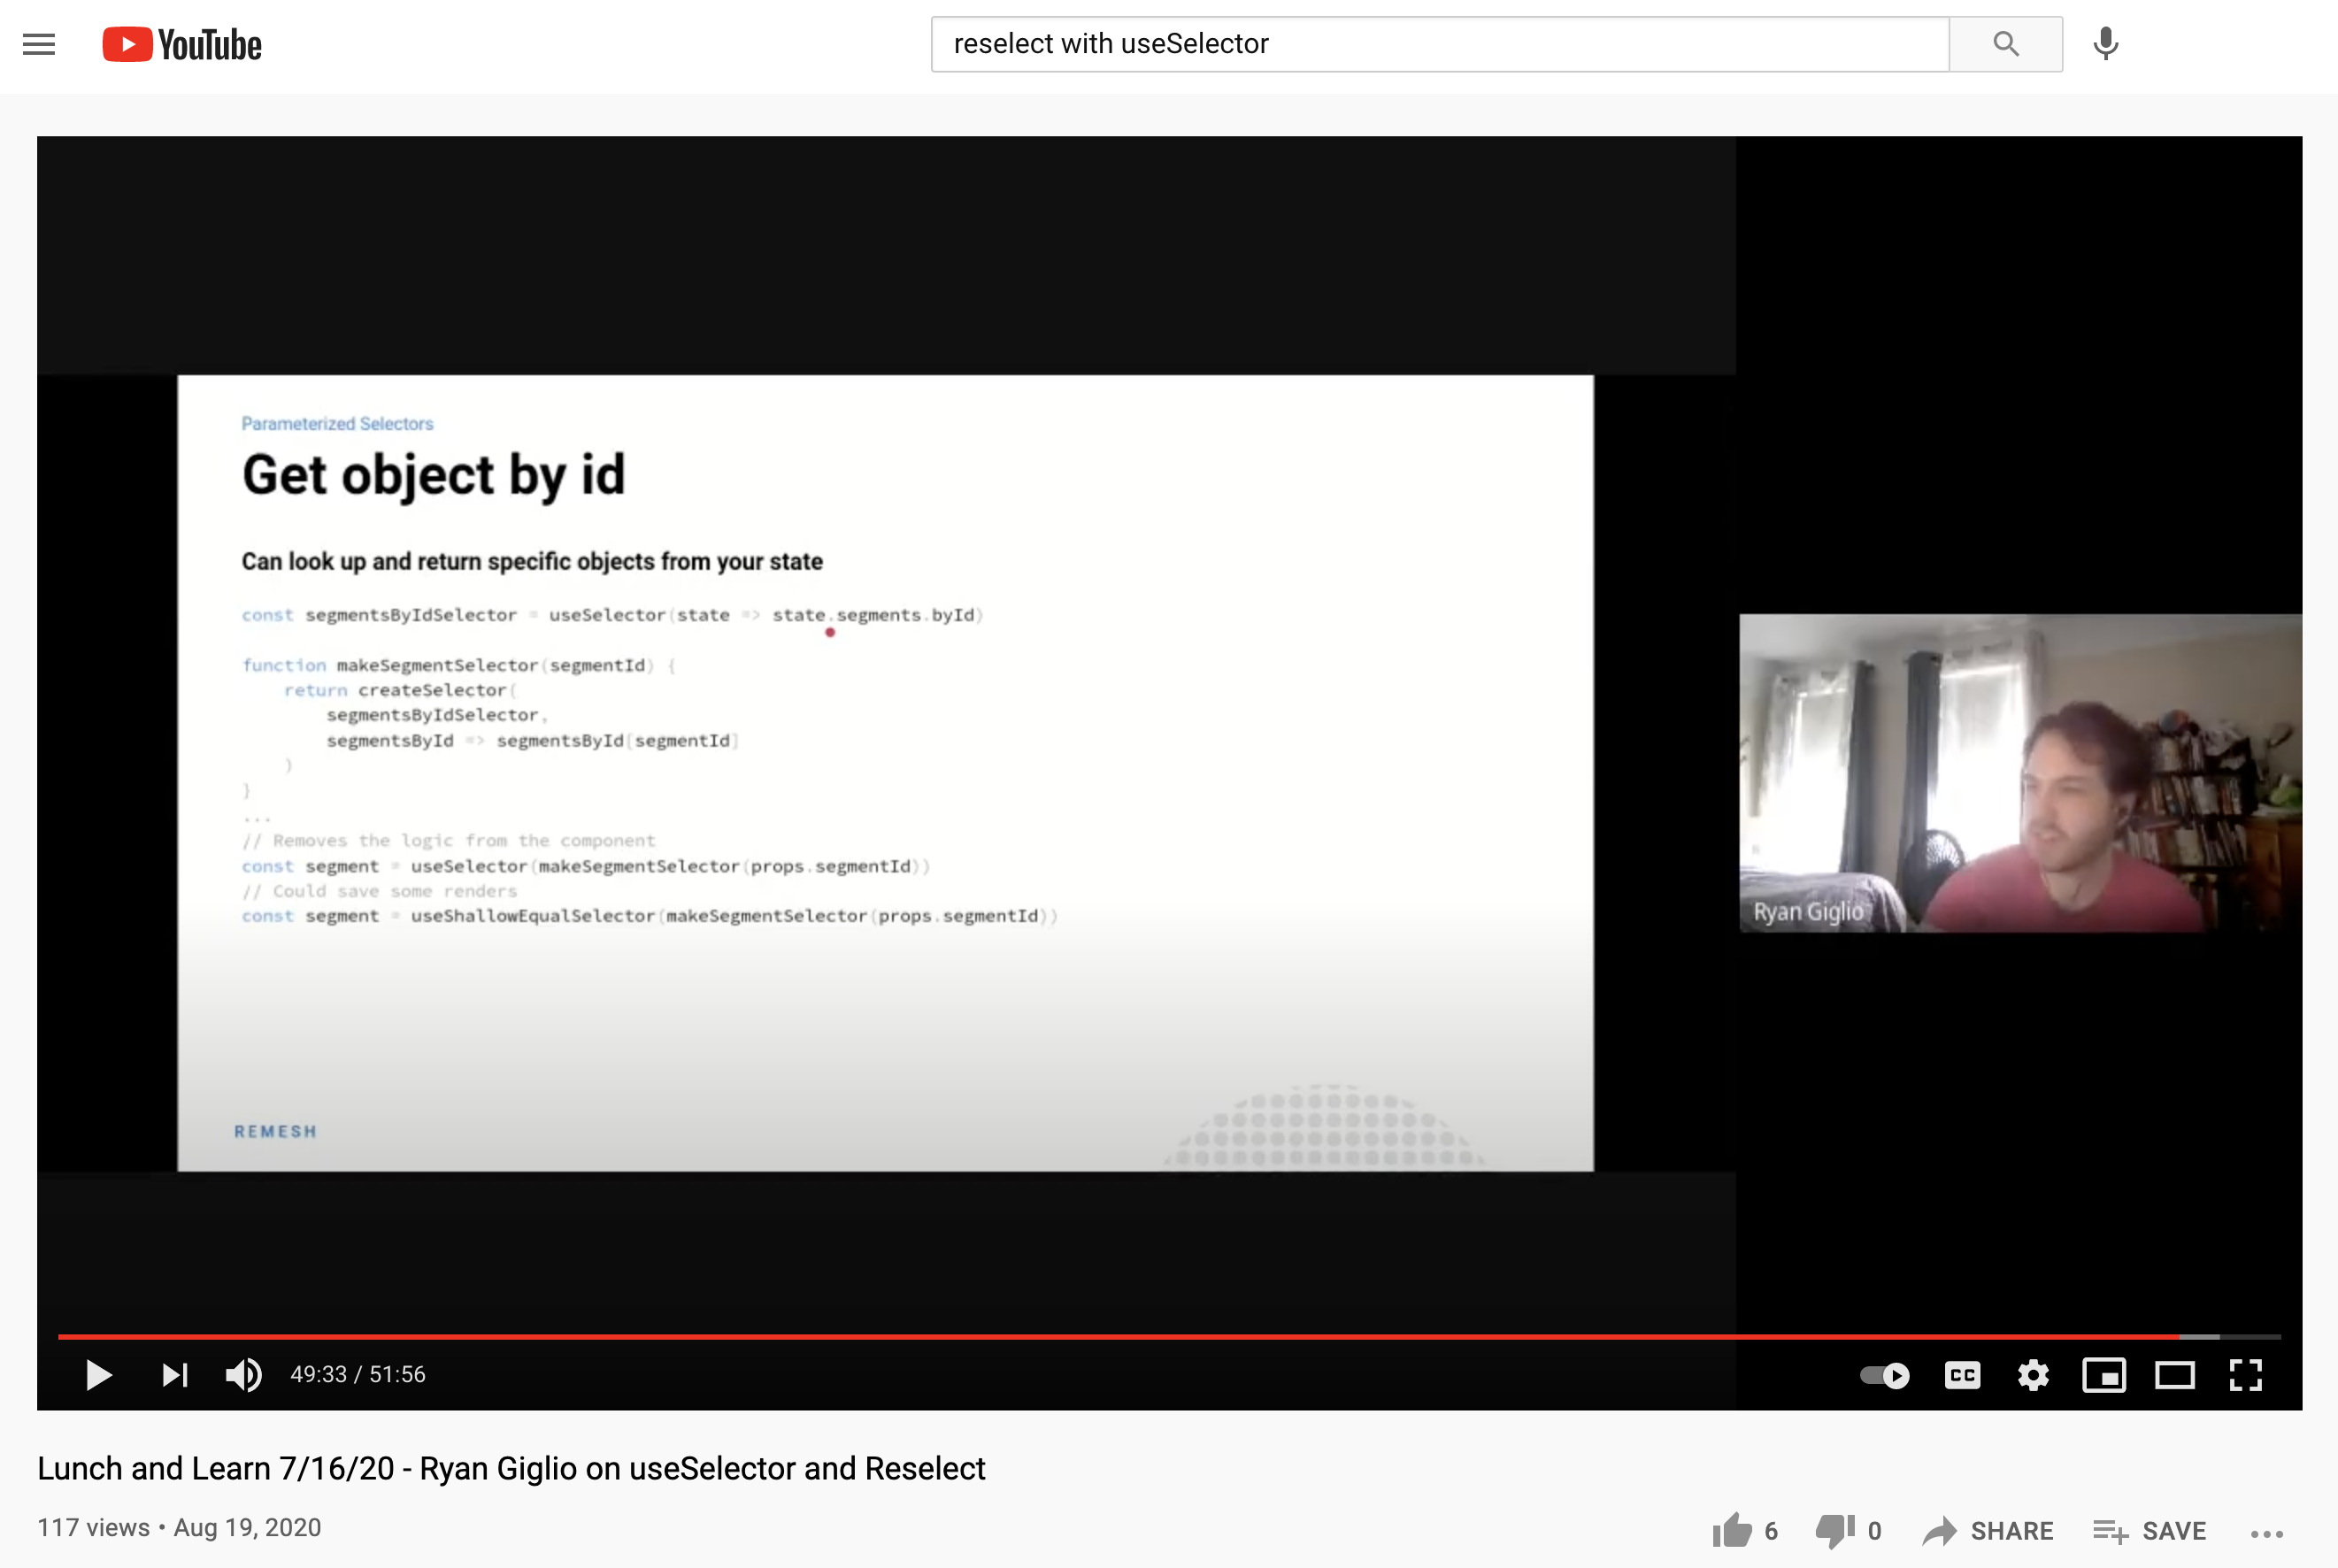 YouTube
reselect with useSelector
Parameterized Selectors
Get object by id
Can look up and return specific objects from your state
const segmentsByIdSelector = useSelector(state => state.segments.byId)
function makeSegmentSelector(segmentId) {
return createSelector(
segmentsByIdSelector,
segmentsById => segmentsById[segmentId]
)
}
...
// Removes the logic from the component
const segment = useSelector(makeSegmentSelector(props.segmentId))
// Could save some renders
const segment = useShallowEqualSelector(makeSegmentSelector(props.segmentId))
REMESH
Ryan Giglio
49:33 / 51:56
CC
Lunch and Learn 7/16/20 - Ryan Giglio on useSelector and Reselect
117 views • Aug 19, 2020
6
0
SHARE
SAVE